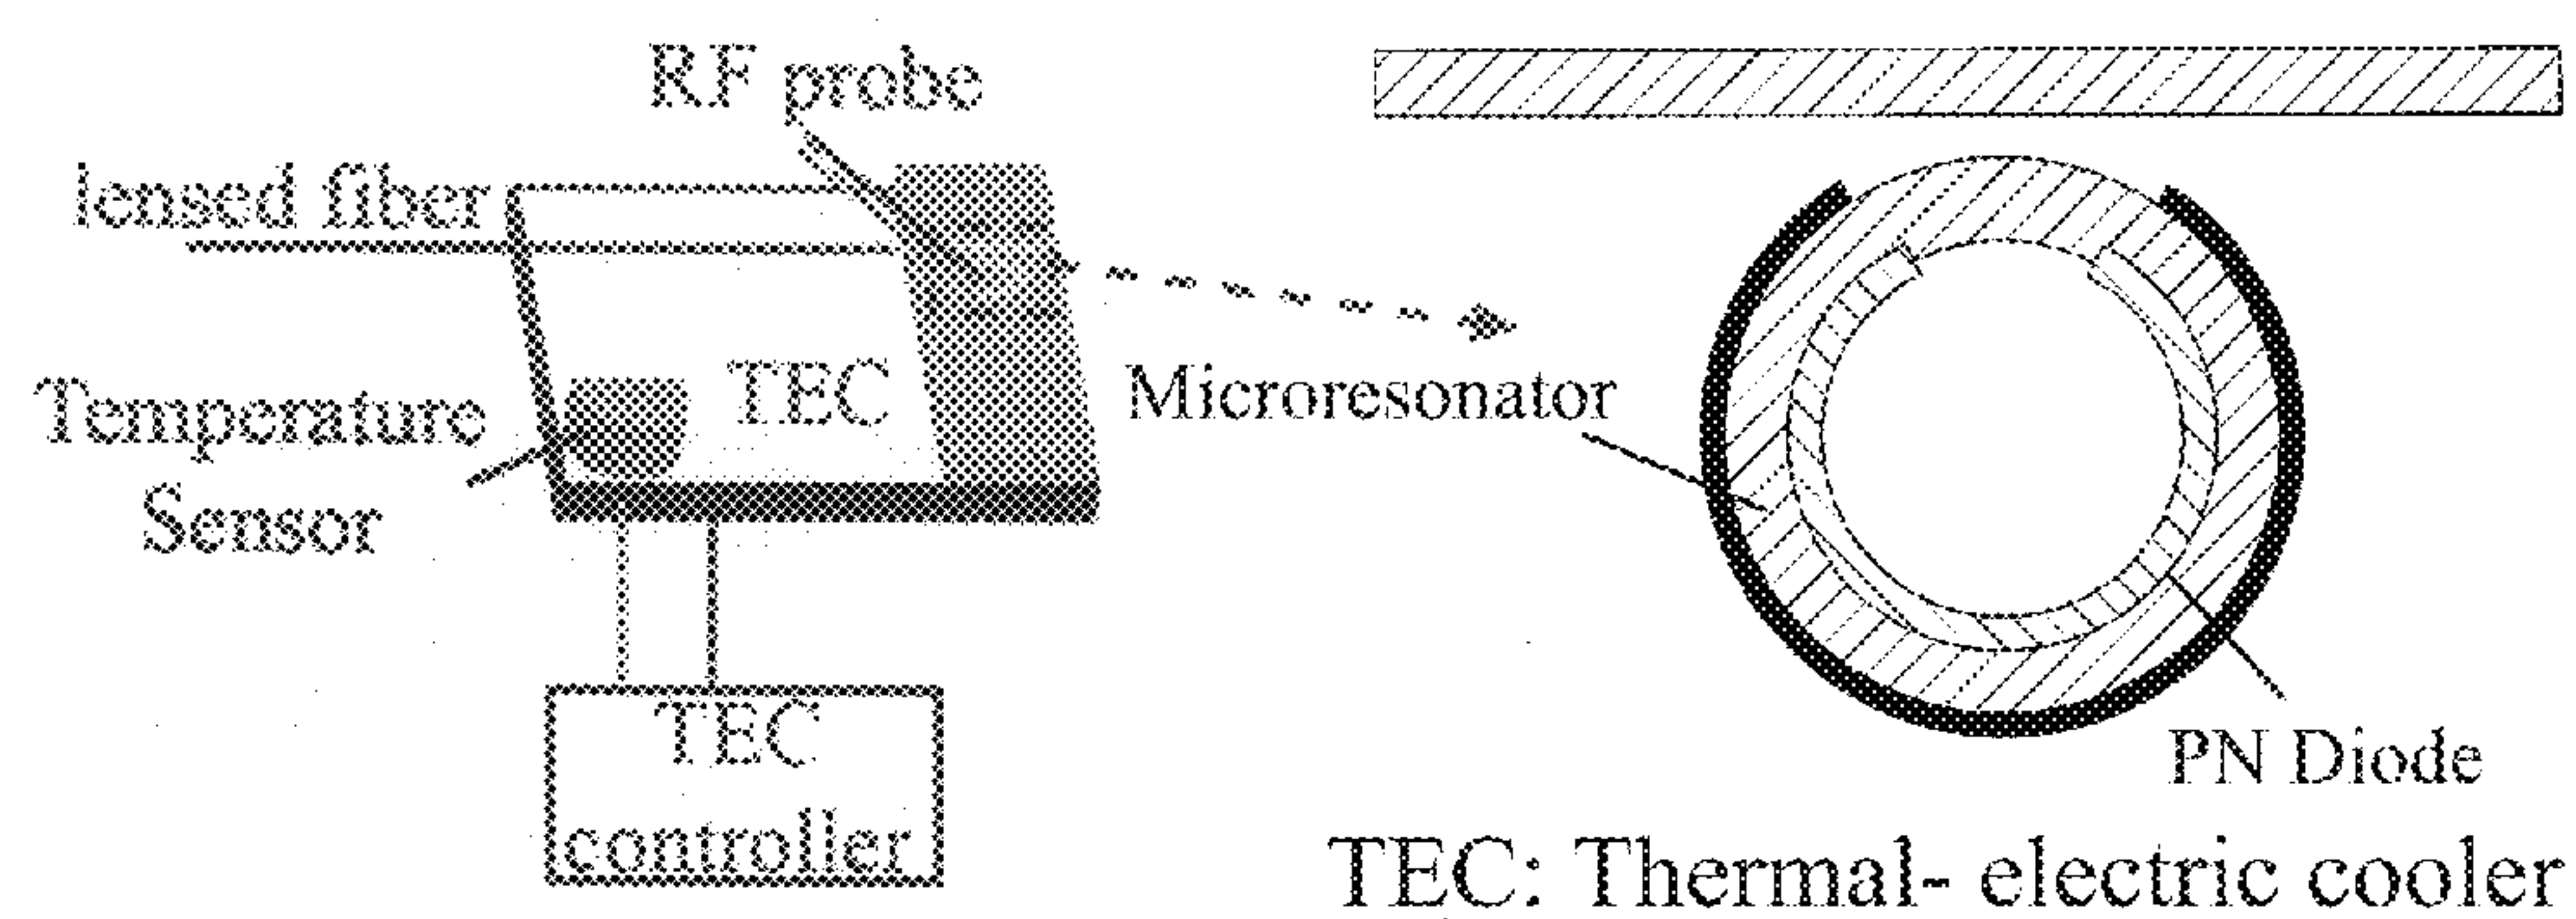 RF probe
lensed fiber
Temperature
Sensor
TEC
Microresonator
TEC
controller
PN Diode
TEC: Thermal- electric cooler